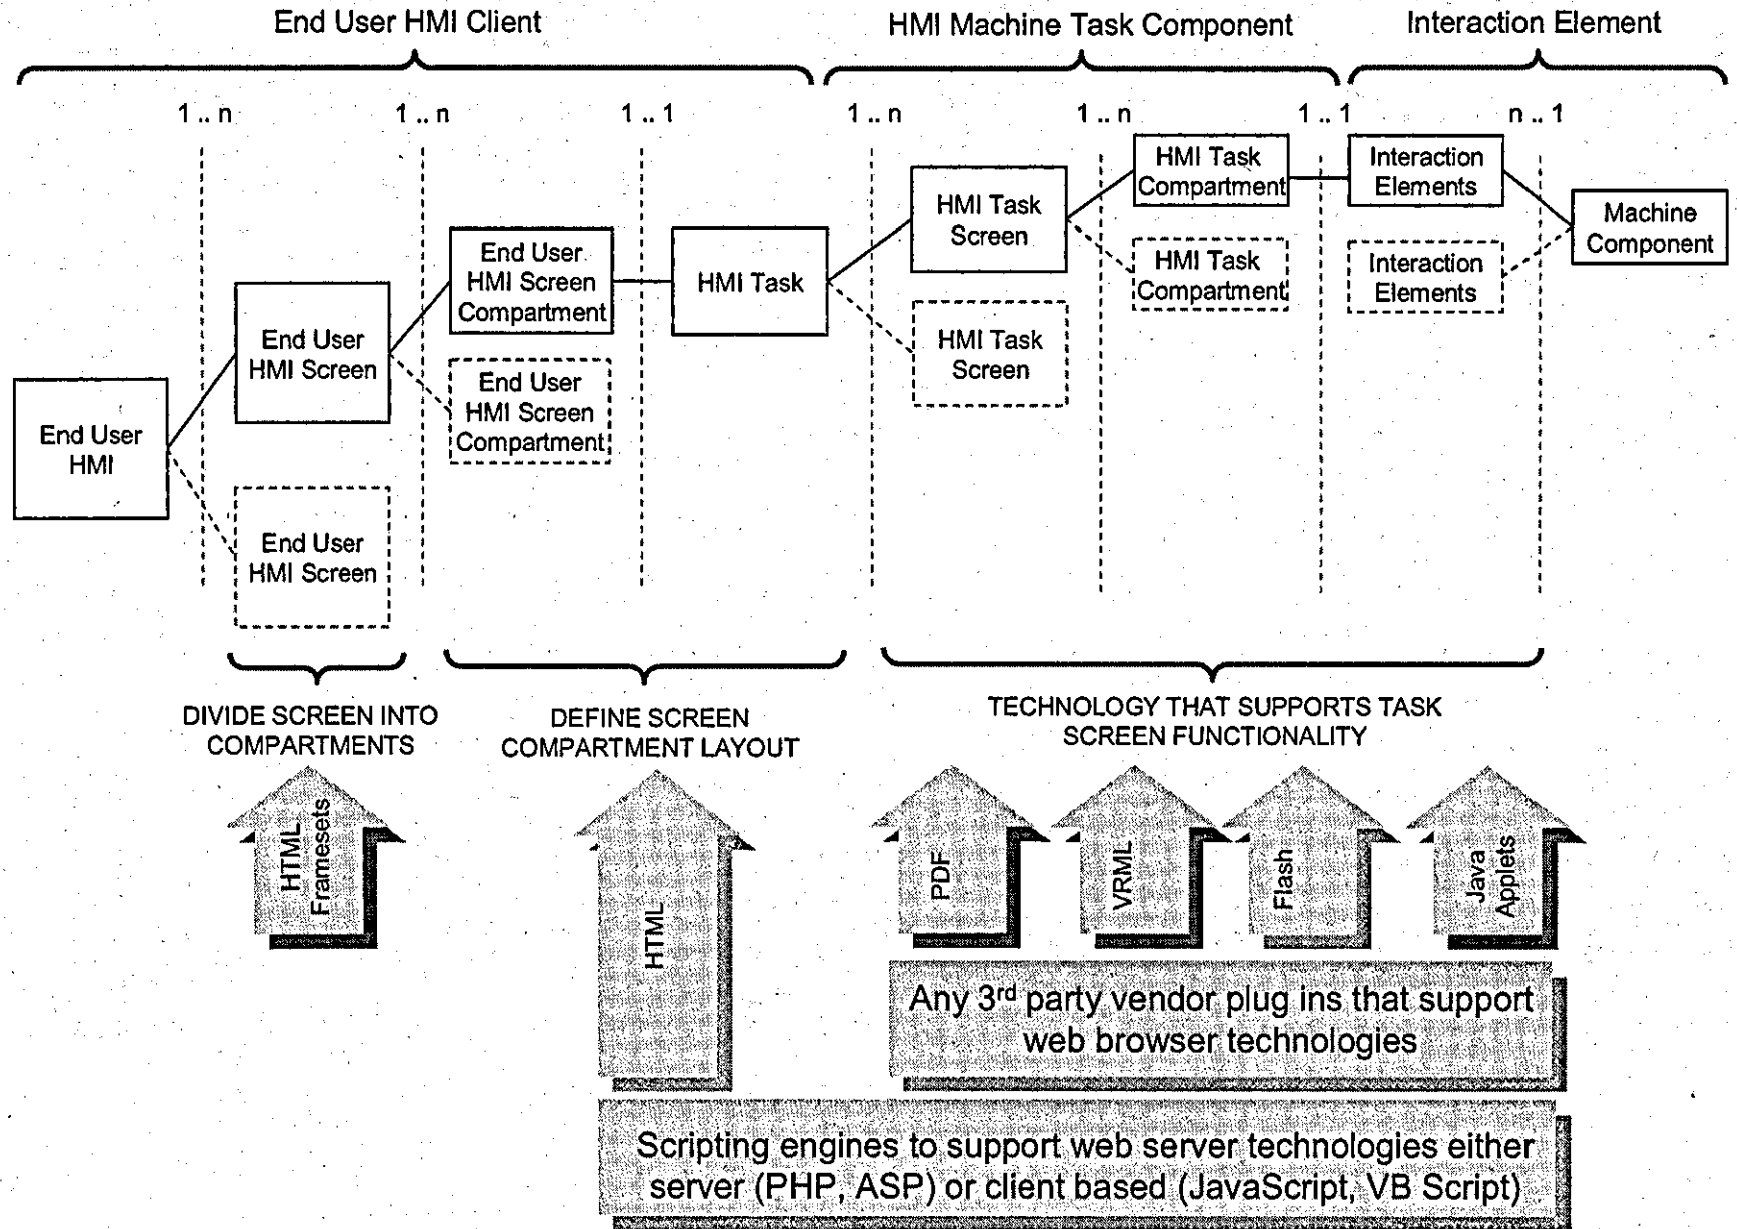 End User HMI Client
HMI Machine Task Component
Interaction Element
1 .. n
1 .. n
1 .. 1
1 .. n
1 .. n
1 .. 1
n .. 1
End User
HMI
End User
HMI Screen
End User
HMI Screen
End User
HMI Screen
Compartment
End User
HMI Screen
Compartment
HMI Task
HMI Task
Screen
HMI Task
Screen
HMI Task
Compartment
HMI Task
Compartment
Interaction
Elements
Interaction
Elements
Machine
Component
DIVIDE SCREEN INTO
COMPARTMENTS
DEFINE SCREEN
COMPARTMENT LAYOUT
TECHNOLOGY THAT SUPPORTS TASK
SCREEN FUNCTIONALITY
HTML
Framesets
HTML
PDF
VRML
Flash
Java
Applets
Any 3rd party vendor plug ins that support
web browser technologies
Scripting engines to support web server technologies either
server (PHP, ASP) or client based (JavaScript, VB Script)